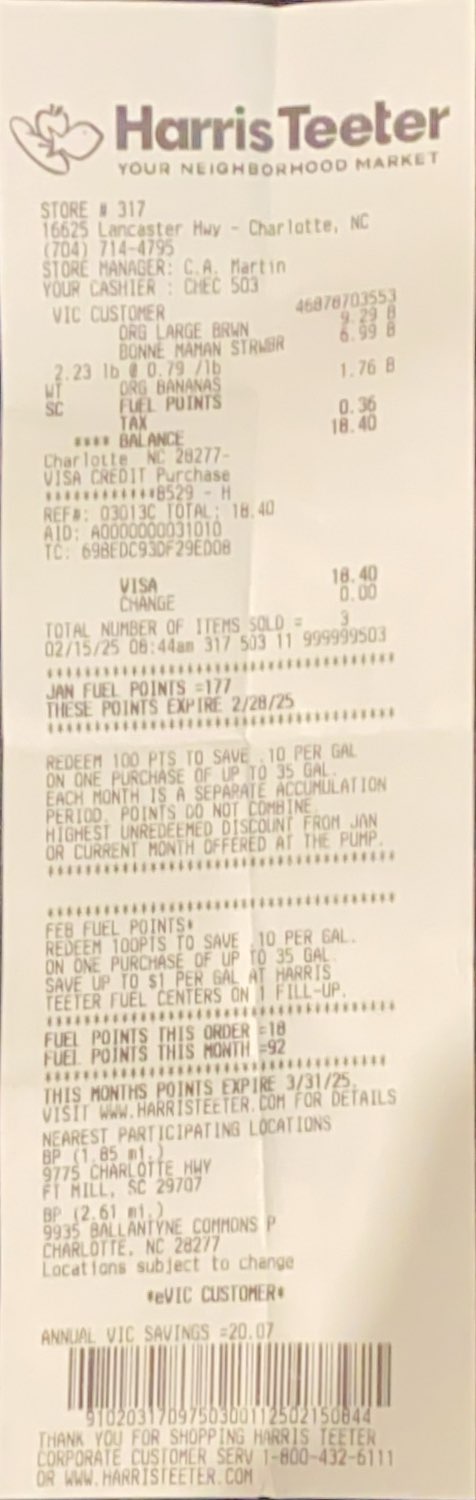 Harris Teeter
YOUR NEIGHBORHOOD MARKET
STORE # 317
16625 Lancaster Hwy - Charlotte, NC
(704) 714-4795
STORE MANAGER: C.A. Martin
YOUR CASHIER : CHEC 503
VIC CUSTOMER 46878703553
ORG LARGE BRWN 9.29 B
BONNE MAMAN STRWBR 6.99 B
2.23 lb @ 0.79 /lb
WT ORG BANANAS 1.76 B
SC FUEL POINTS
TAX 0.36
**** BALANCE 18.40
Charlotte NC 28277-
VISA CREDIT Purchase
************8529 - H
REF#: 03013C TOTAL: 18.40
AID: A0000000031010
TC: 698EDC93DF29ED08
VISA 18.40
CHANGE 0.00
TOTAL NUMBER OF ITEMS SOLD = 3
02/15/25 08:44am 317 503 11 999999503
****************************************
JAN FUEL POINTS =177
THESE POINTS EXPIRE 2/28/25
****************************************
REDEEM 100 PTS TO SAVE .10 PER GAL
ON ONE PURCHASE OF UP TO 35 GAL.
EACH MONTH IS A SEPARATE ACCUMULATION
PERIOD. POINTS DO NOT COMBINE.
HIGHEST UNREDEEMED DISCOUNT FROM JAN
OR CURRENT MONTH OFFERED AT THE PUMP.
****************************************
****************************************
FEB FUEL POINTS*
REDEEM 100PTS TO SAVE .10 PER GAL.
ON ONE PURCHASE OF UP TO 35 GAL.
SAVE UP TO $1 PER GAL AT HARRIS
TEETER FUEL CENTERS ON 1 FILL-UP.
****************************************
FUEL POINTS THIS ORDER =18
FUEL POINTS THIS MONTH =92
****************************************
THIS MONTHS POINTS EXPIRE 3/31/25.
VISIT WWW.HARRISTEETER.COM FOR DETAILS
NEAREST PARTICIPATING LOCATIONS
BP (1.85 mi.)
9775 CHARLOTTE HWY
FT MILL, SC 29707
BP (2.61 mi.)
9935 BALLANTYNE COMMONS P
CHARLOTTE, NC 28277
Locations subject to change
*eVIC CUSTOMER*
ANNUAL VIC SAVINGS =20.07
9102031709750300112502150844
THANK YOU FOR SHOPPING HARRIS TEETER
CORPORATE CUSTOMER SERV 1-800-432-6111
OR WWW.HARRISTEETER.COM